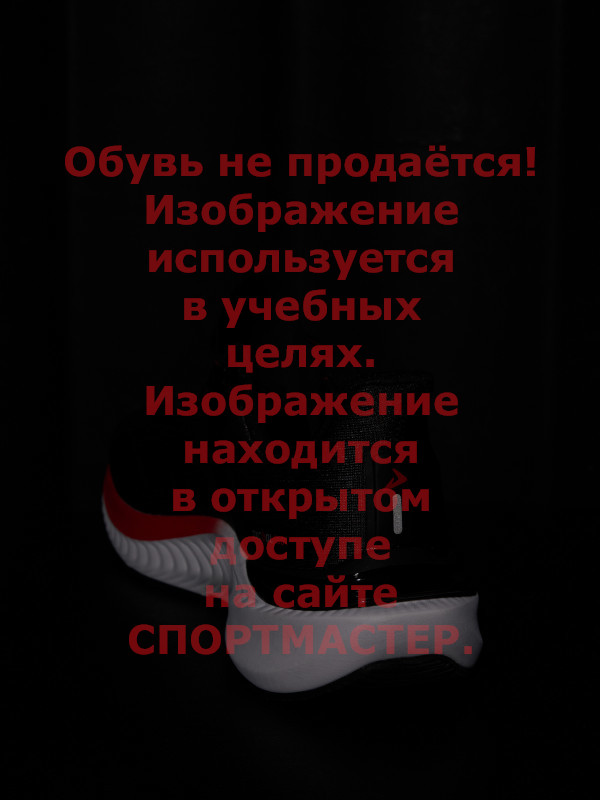 Обувь не продаётся!
Изображение
используется
в учебных
целях.
Изображение
находится
в открытом
доступе
на сайте
СПОРТМАСТЕР.